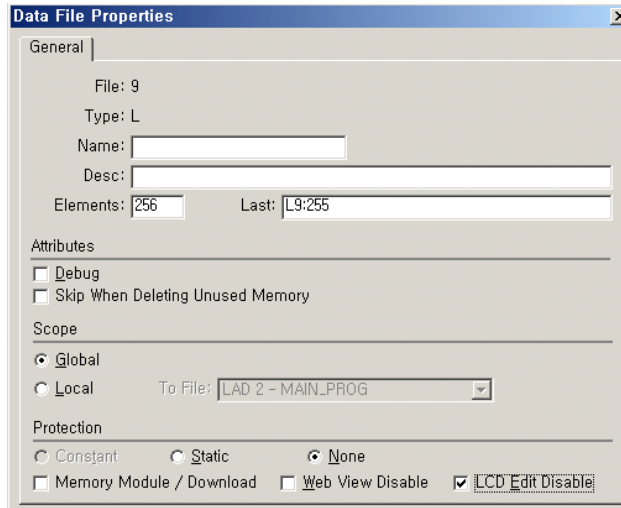 Data File Properties
General
File: 9
Type: L
Name:
Desc:
Elements: 256 Last: L9:255
Attributes
Debug
Skip When Deleting Unused Memory
Scope
Global
Local To File: LAD 2 - MAIN_PROG
Protection
Constant Static None
Memory Module / Download Web View Disable LCD Edit Disable